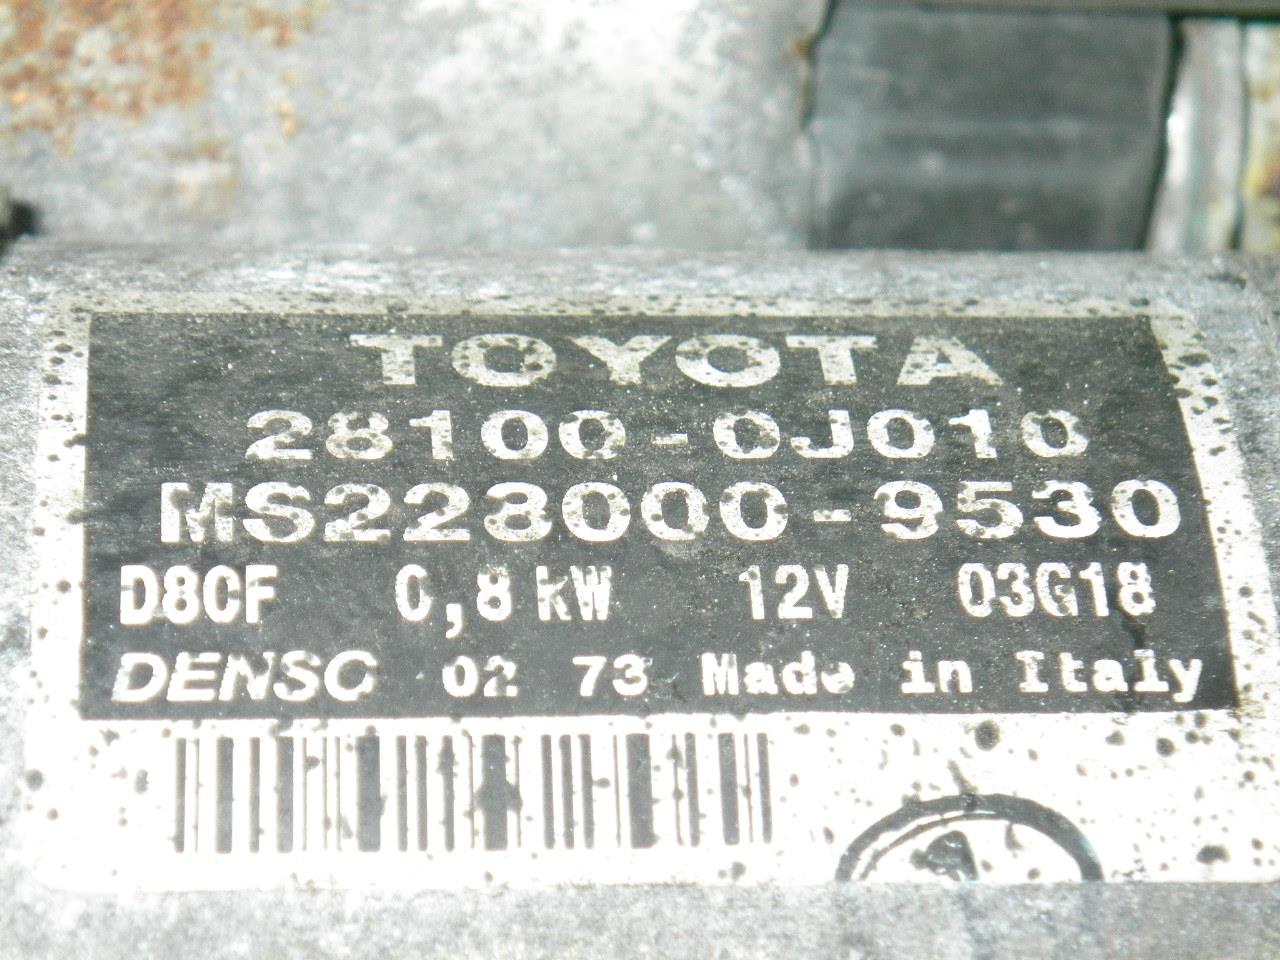 TOYOTA
28100-0J010
MS228000-9530
D8CF 0,8 kW 12V 03G18
DENSO 02 73 Made in Italy